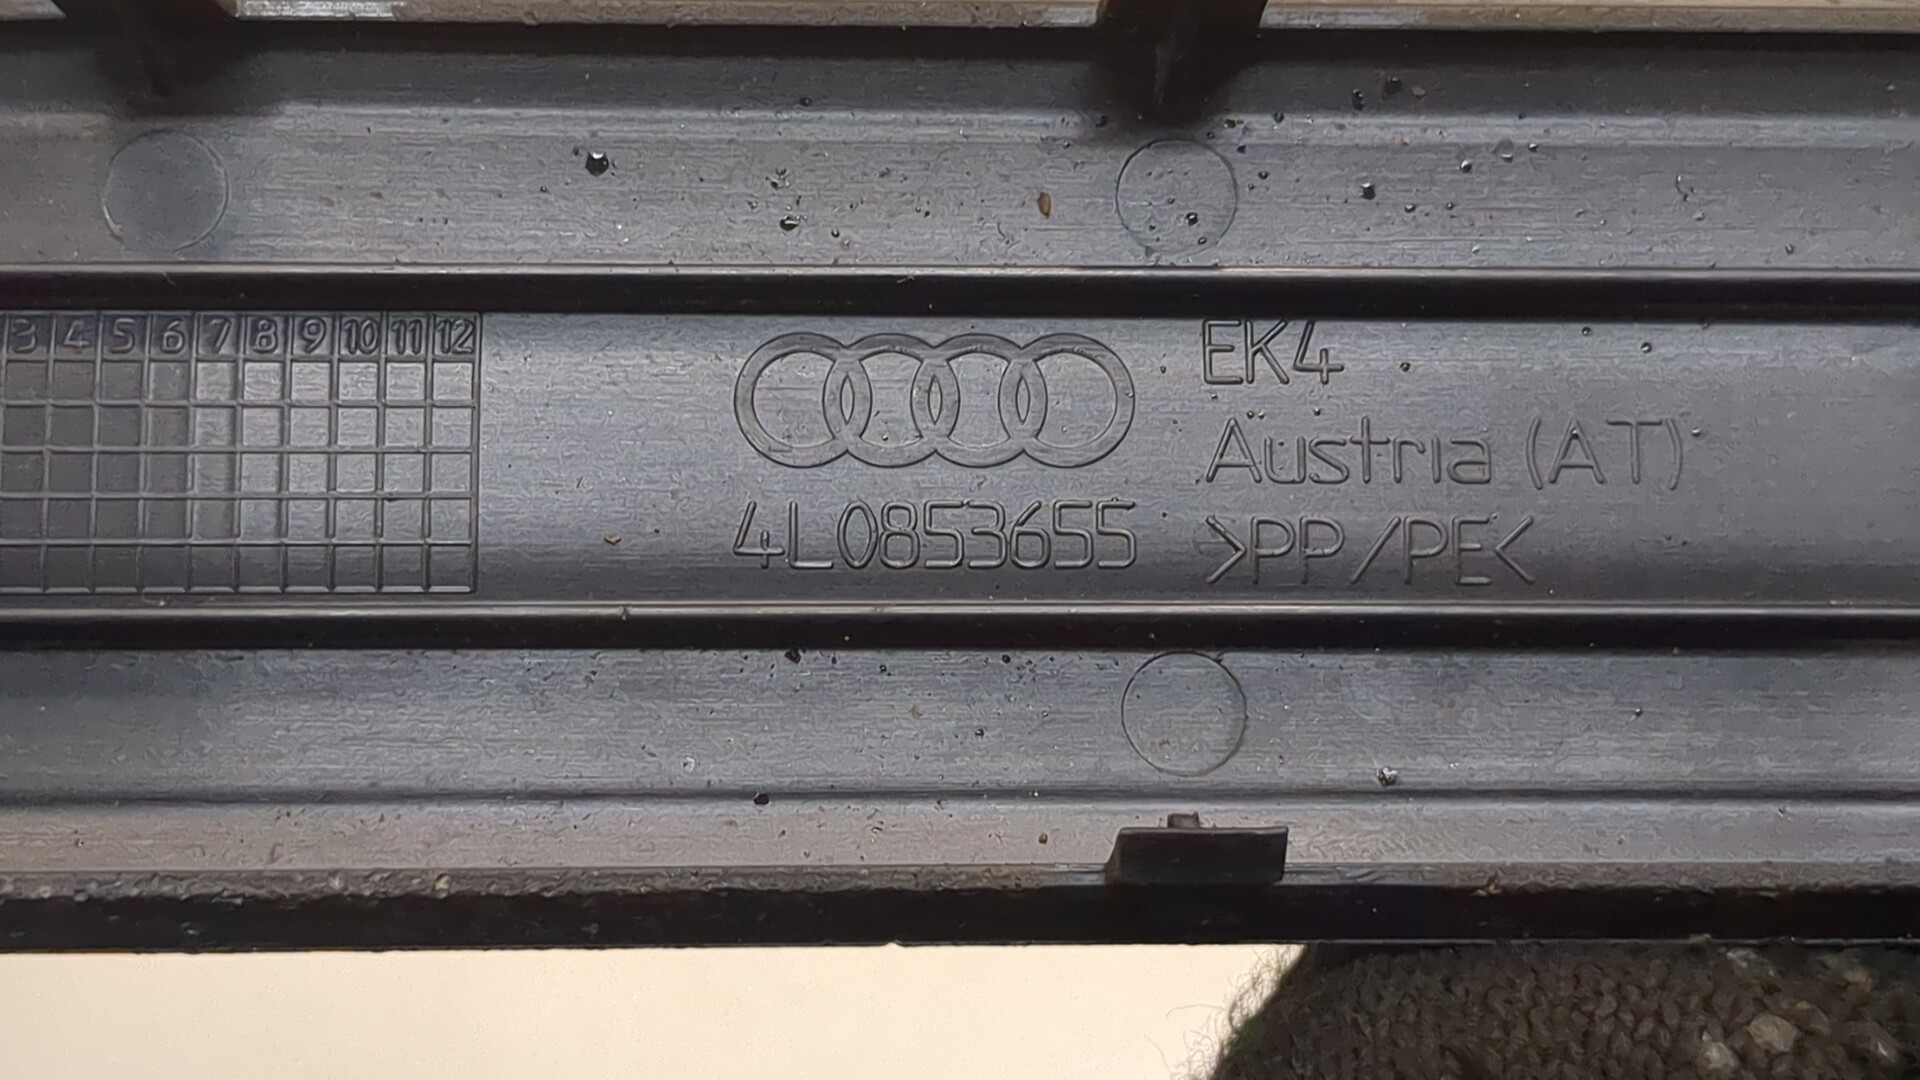 3 4 5 6 7 8 9 10 11 12
EK4
Austria (AT)
4L0853655
>PP/PE<